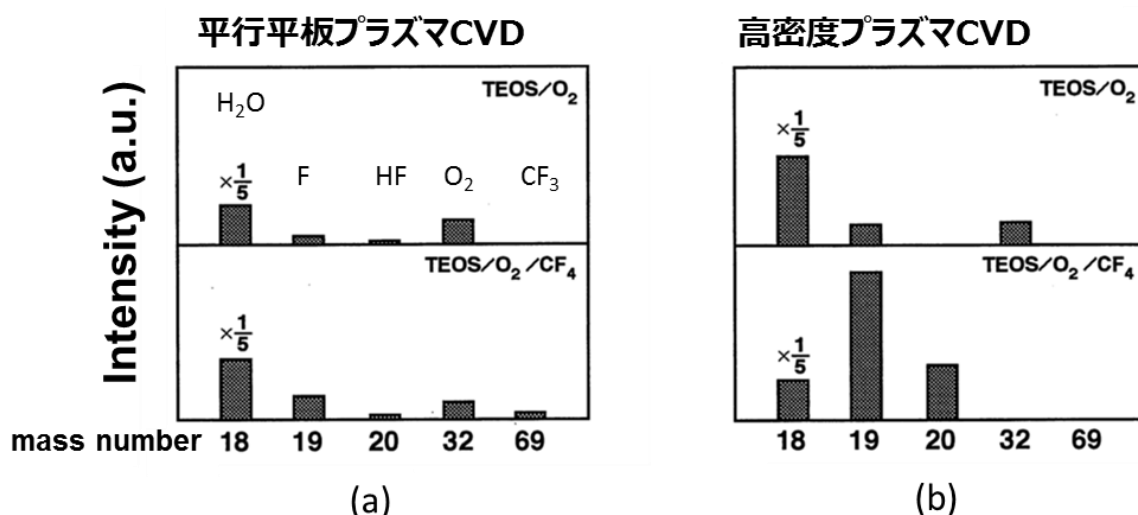 平行平板プラズマCVD
高密度プラズマCVD
Intensity (a.u.)
TEOS/O₂
H₂O
×1/5
F
HF
O₂
CF₃
TEOS/O₂/CF₄
×1/5
TEOS/O₂
×1/5
TEOS/O₂/CF₄
×1/5
mass number 18 19 20 32 69
18 19 20 32 69
(a)
(b)